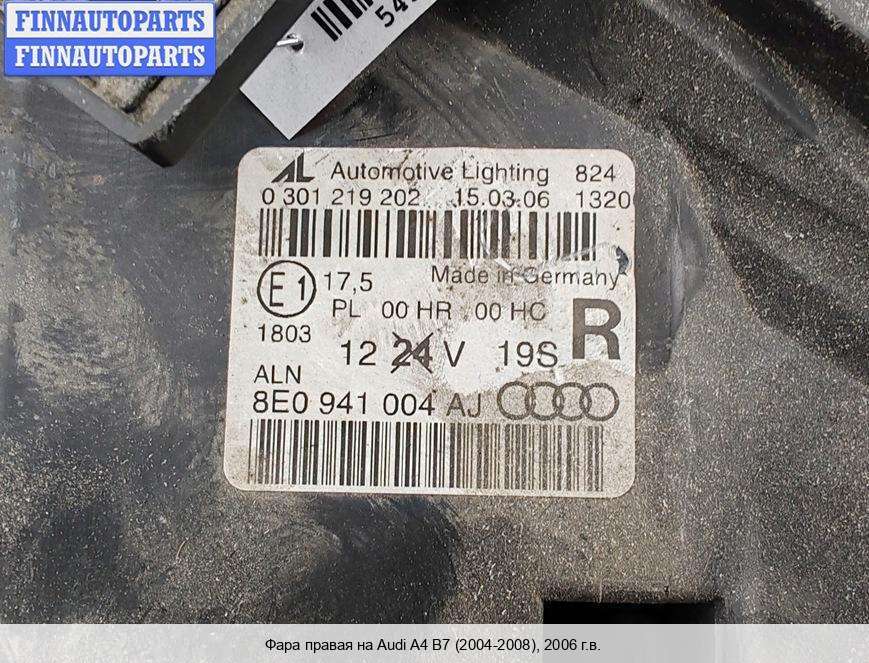 FINNAUTOPARTS
FINNAUTOPARTS
AL Automotive Lighting 824
0 301 219 202 15.03.06
Made in Germany
E1 17,5
PL 00 HR 00 HC
R
1803
12 24 V 19S
ALN
8E0 941 004 AJ
Фара правая на Audi A4 B7 (2004-2008), 2006 г.в.